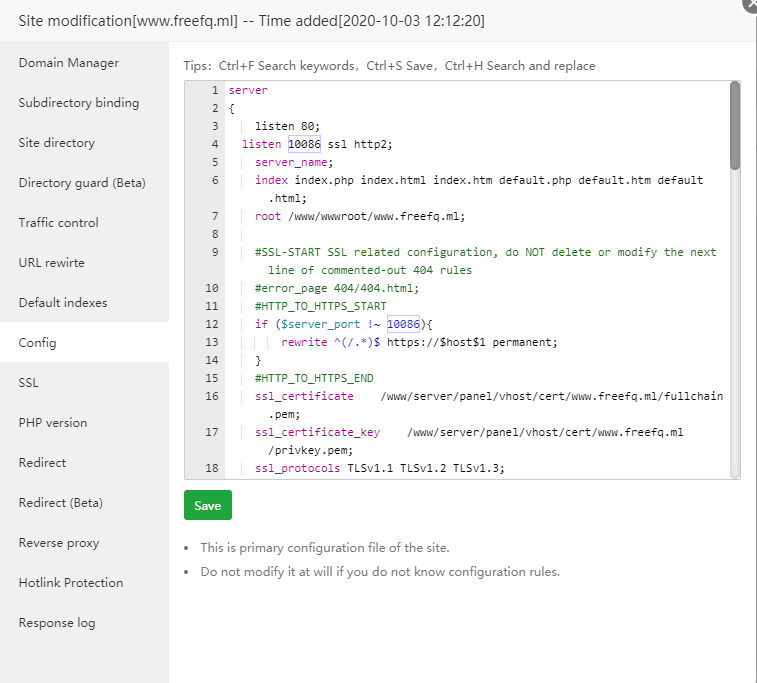 Site modification[www.freefq.ml] -- Time added[2020-10-03 12:12:20]
Domain Manager
Subdirectory binding
Site directory
Directory guard (Beta)
Traffic control
URL rewirte
Default indexes
Config
SSL
PHP version
Redirect
Redirect (Beta)
Reverse proxy
Hotlink Protection
Response log
Tips: Ctrl+F Search keywords, Ctrl+S Save, Ctrl+H Search and replace
1 server
2 {
3 listen 80;
4 listen 10086 ssl http2;
5 server_name;
6 index index.php index.html index.htm default.php default.htm default
.html;
7 root /www/wwwroot/www.freefq.ml;
8
9 #SSL-START SSL related configuration, do NOT delete or modify the next
line of commented-out 404 rules
10 #error_page 404/404.html;
11 #HTTP_TO_HTTPS_START
12 if ($server_port !~ 10086){
13 rewrite ^(/.*)$ https://$host$1 permanent;
14 }
15 #HTTP_TO_HTTPS_END
16 ssl_certificate /www/server/panel/vhost/cert/www.freefq.ml/fullchain
.pem;
17 ssl_certificate_key /www/server/panel/vhost/cert/www.freefq.ml
/privkey.pem;
18 ssl_protocols TLSv1.1 TLSv1.2 TLSv1.3;
Save
• This is primary configuration file of the site.
• Do not modify it at will if you do not know configuration rules.